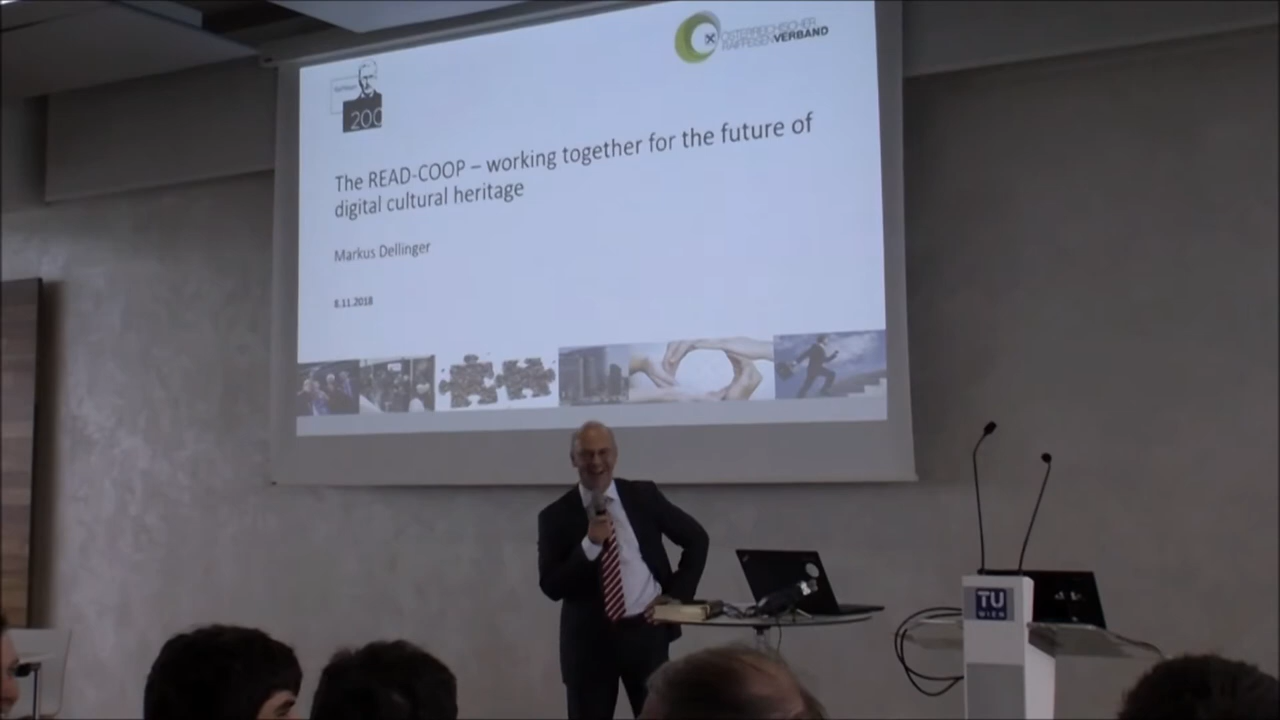 ÖSTERREICHISCHER
RAIFFEISENVERBAND
200
The READ-COOP – working together for the future of
digital cultural heritage
Markus Dellinger
8.11.2018
TU
WIEN